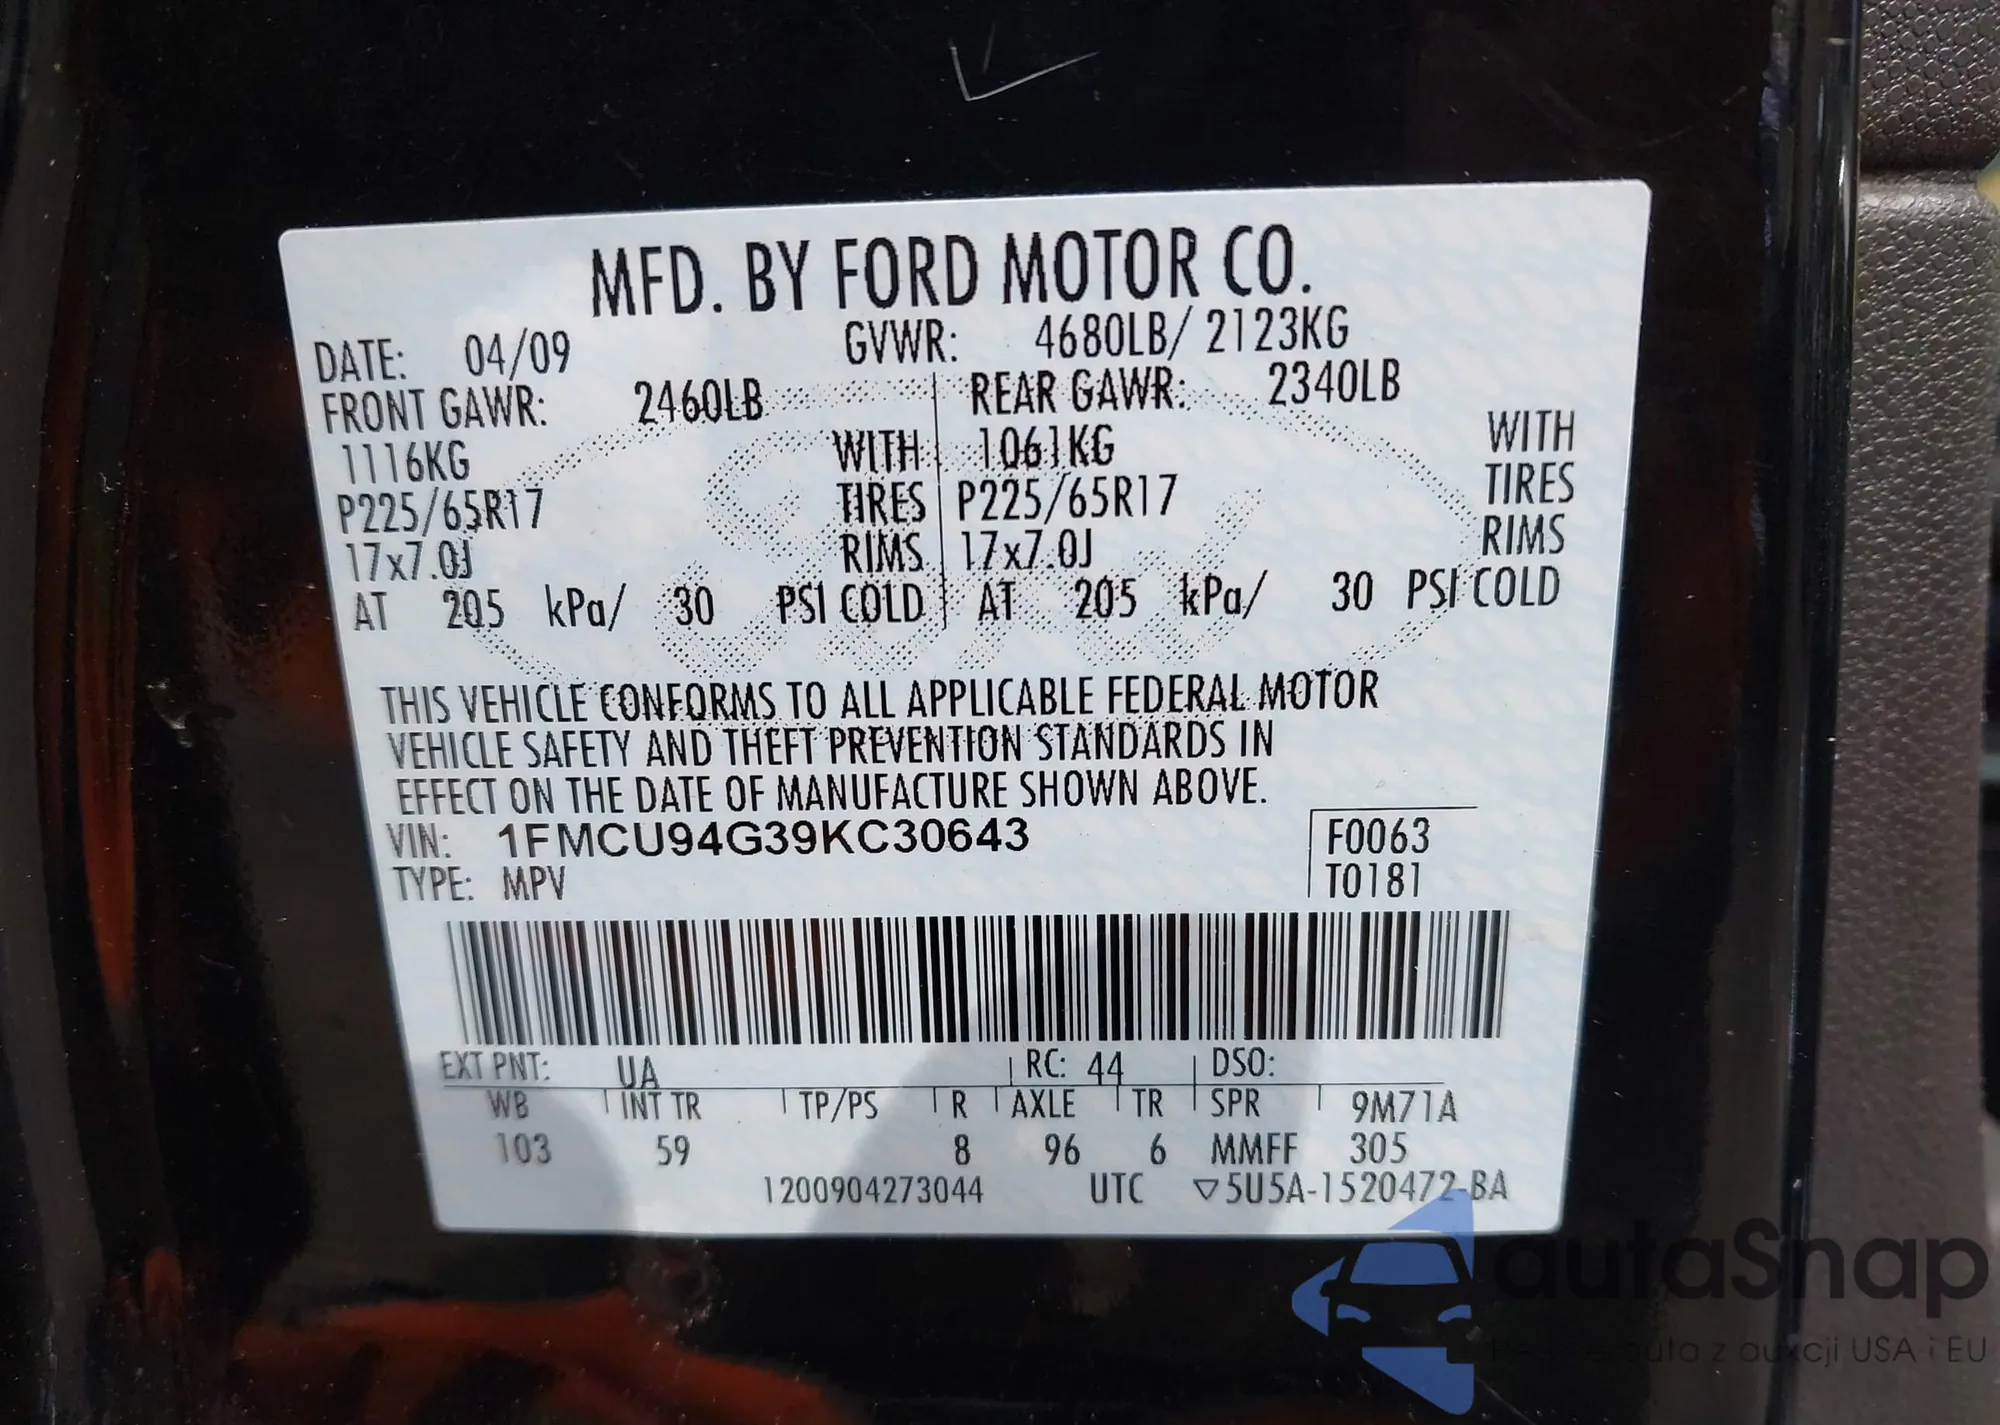 MFD. BY FORD MOTOR CO.
DATE: 04/09 GVWR: 4680LB/ 2123KG
FRONT GAWR: 2460LB REAR GAWR: 2340LB
1116KG WITH 1061KG WITH
P225/65R17 TIRES P225/65R17 TIRES
17x7.0J RIMS 17x7.0J RIMS
AT 205 kPa/ 30 PSI COLD AT 205 kPa/ 30 PSI COLD
THIS VEHICLE CONFORMS TO ALL APPLICABLE FEDERAL MOTOR
VEHICLE SAFETY AND THEFT PREVENTION STANDARDS IN
EFFECT ON THE DATE OF MANUFACTURE SHOWN ABOVE.
VIN: 1FMCU94G39KC30643 F0063
TYPE: MPV T0181
EXT PNT: UA RC: 44 DSO:
WB INT TR TP/PS R AXLE TR SPR 9M71A
103 59 8 96 6 MMFF 305
1200904273044 UTC ▽5U5A-1520472-BA
autaSnap
auta z aukcji USA i EU